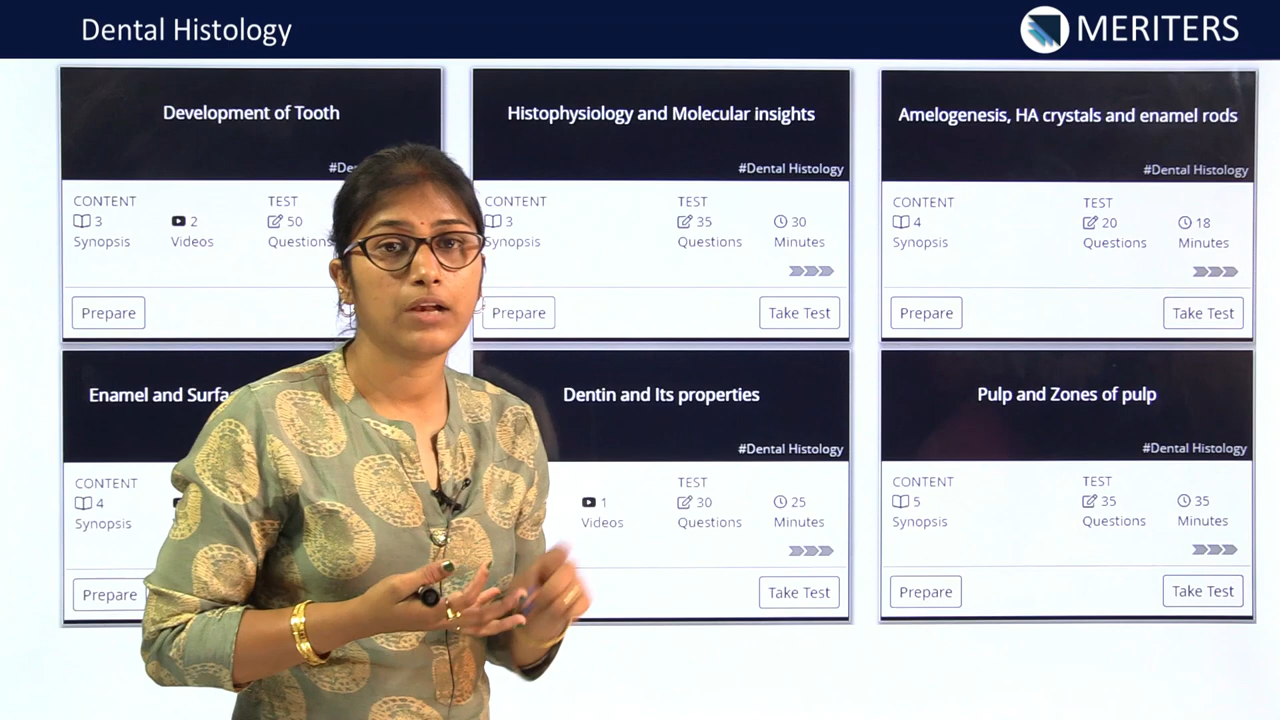 Dental Histology
MERITERS
Development of Tooth
CONTENT
3
Synopsis
2
Videos
TEST
50
Questions
Prepare
Histophysiology and Molecular insights
#Dental Histology
CONTENT
3
Synopsis
TEST
35
Questions
30
Minutes
Prepare
Take Test
Amelogenesis, HA crystals and enamel rods
#Dental Histology
CONTENT
4
Synopsis
TEST
20
Questions
18
Minutes
Prepare
Take Test
Enamel and
CONTENT
4
Synopsis
Prepare
Dentin and Its properties
#Dental Histology
1
Videos
TEST
30
Questions
25
Minutes
Take Test
Pulp and Zones of pulp
#Dental Histology
CONTENT
5
Synopsis
TEST
35
Questions
35
Minutes
Prepare
Take Test